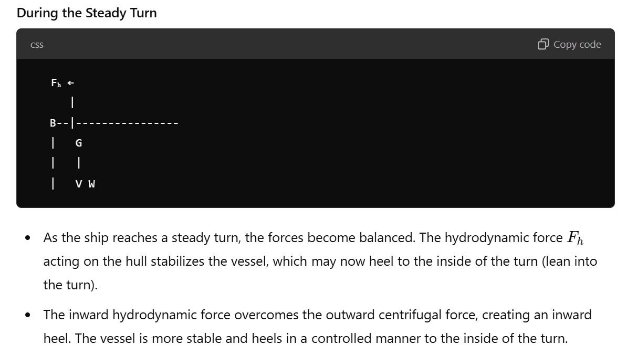 During the Steady Turn
css Copy code
Fₕ ←
|
B--|----------------
| G
| |
| V W
As the ship reaches a steady turn, the forces become balanced. The hydrodynamic force Fₕ
acting on the hull stabilizes the vessel, which may now heel to the inside of the turn (lean into
the turn).
The inward hydrodynamic force overcomes the outward centrifugal force, creating an inward
heel. The vessel is more stable and heels in a controlled manner to the inside of the turn.